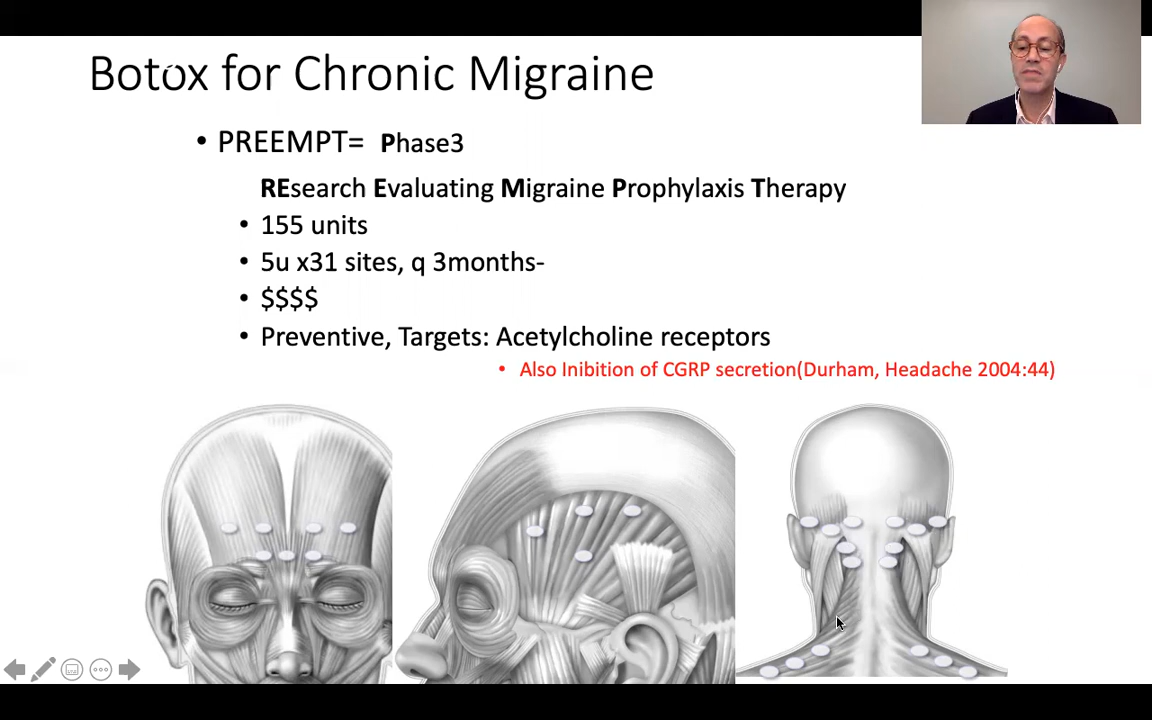 Botox for Chronic Migraine
• PREEMPT= Phase3
REsearch Evaluating Migraine Prophylaxis Therapy
• 155 units
• 5u x31 sites, q 3months-
• $$$$
• Preventive, Targets: Acetylcholine receptors
• Also Inibition of CGRP secretion(Durham, Headache 2004:44)